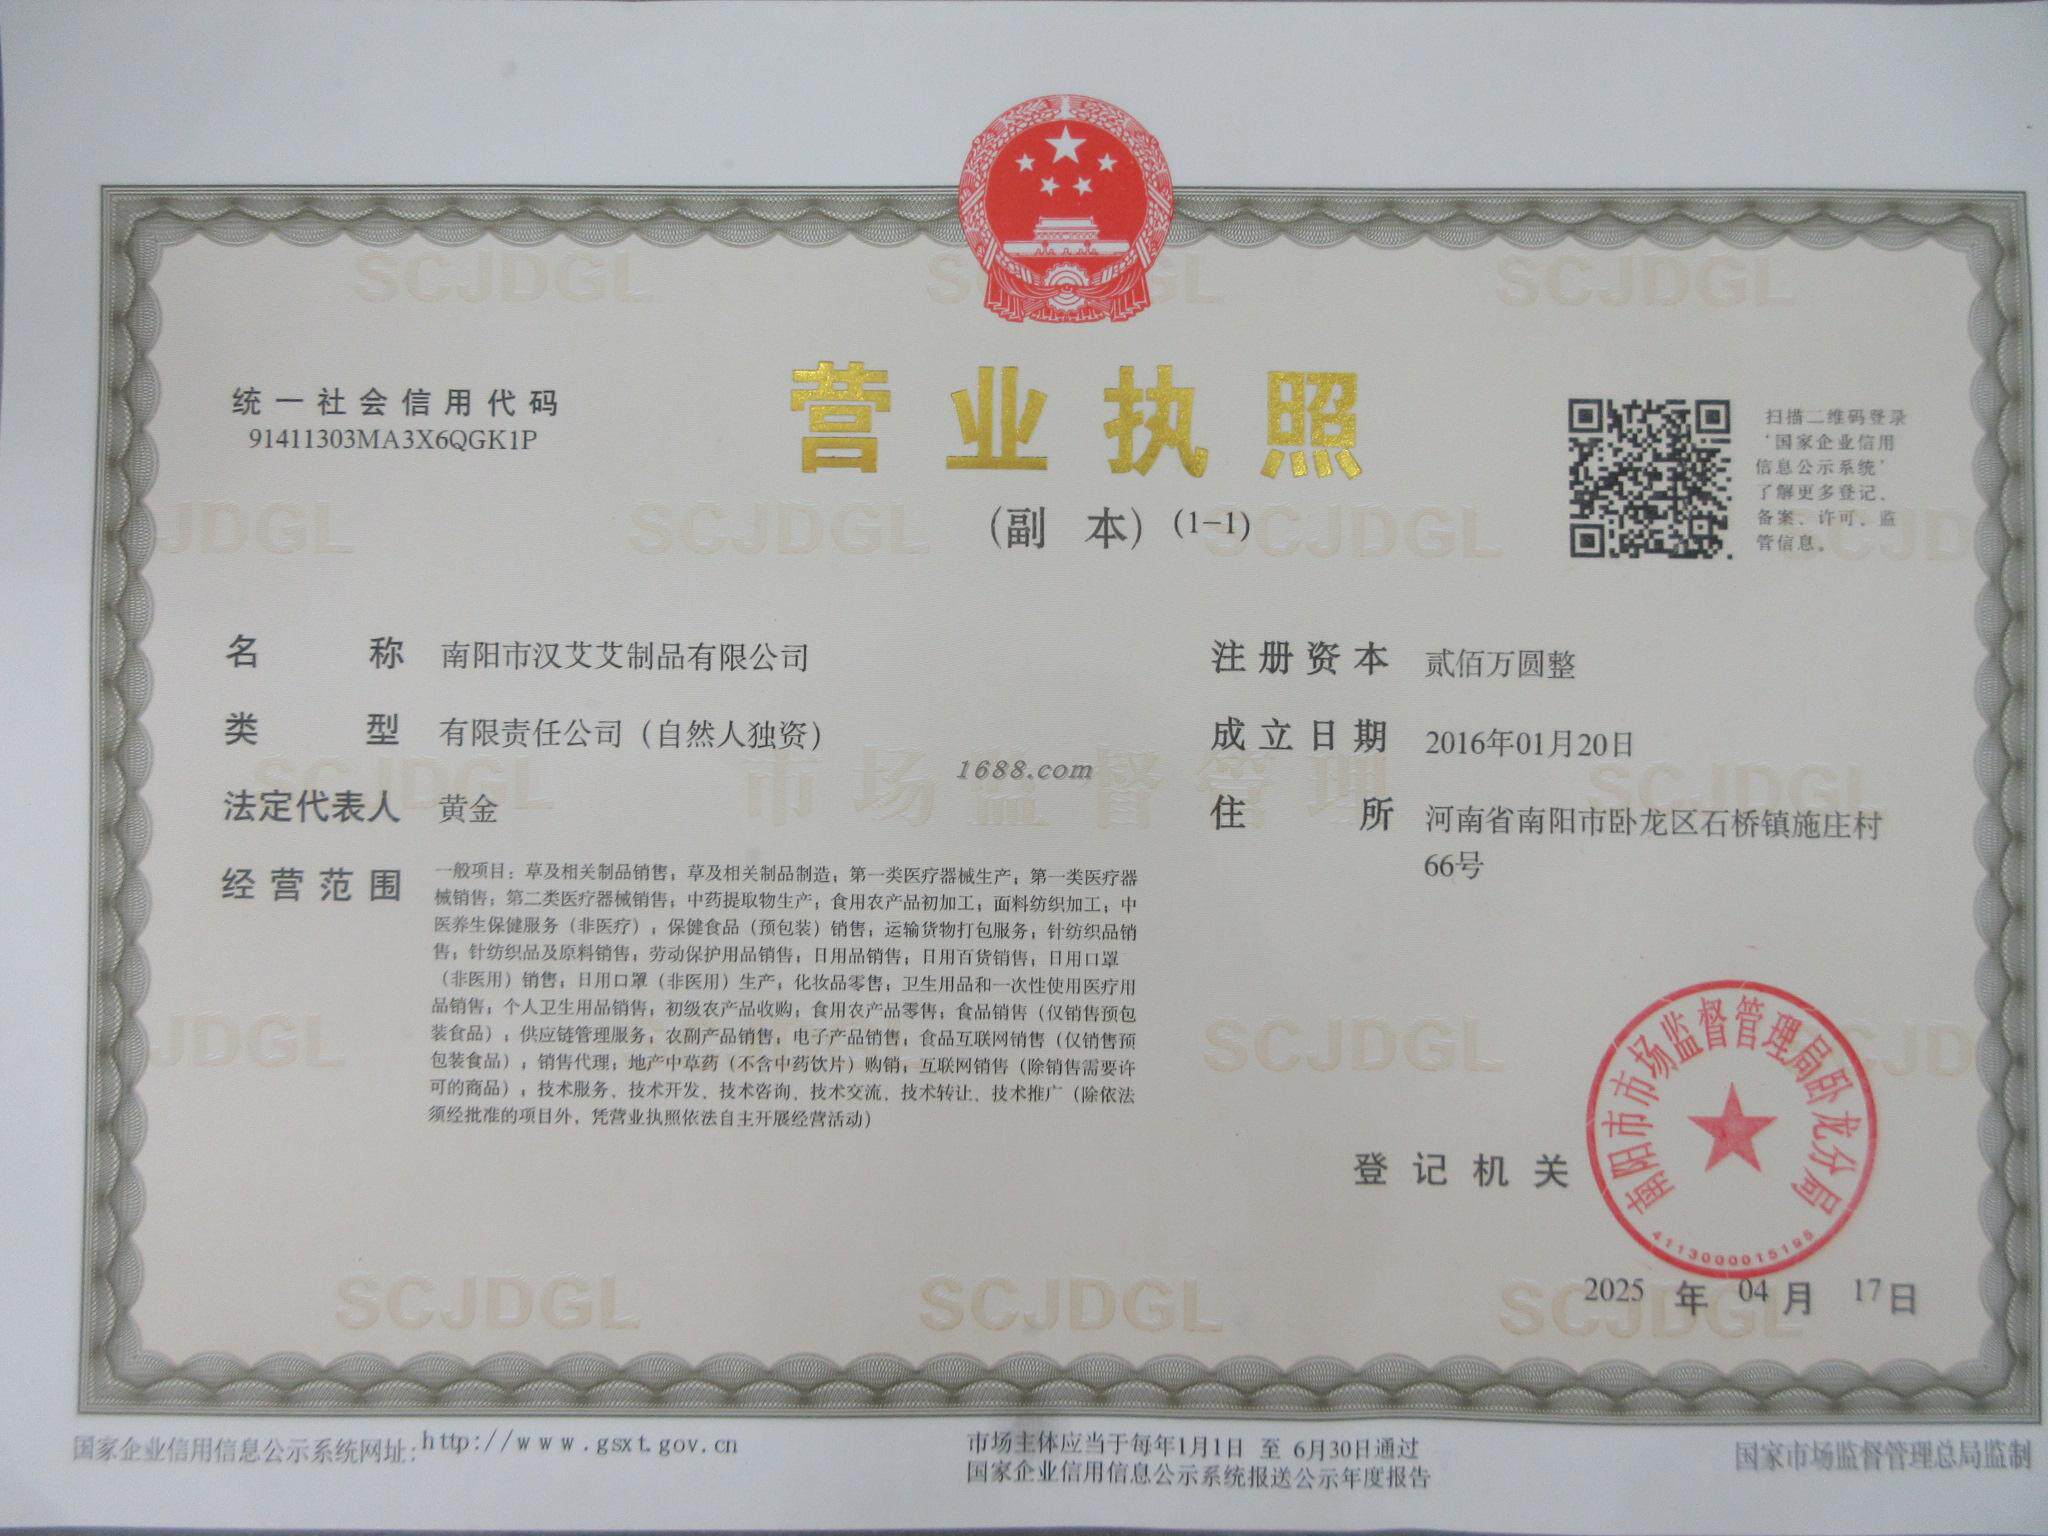 统一社会信用代码
91411303MA3X6QGK1P
营业执照
(副 本) (1-1)
扫描二维码登录
'国家企业信用
信息公示系统'
了解更多登记、
备案、许可、监
管信息。
名 称 南阳市汉艾艾制品有限公司
类 型 有限责任公司（自然人独资）
法定代表人 黄金
经营范围 一般项目：草及相关制品销售；草及相关制品制造；第一类医疗器械生产；第一类医疗器
械销售；第二类医疗器械销售；中药提取物生产；食用农产品初加工；面料纺织加工；中
医养生保健服务（非医疗）；保健食品（预包装）销售；运输货物打包服务；针纺织品销
售；针纺织品及原料销售；劳动保护用品销售；日用品销售；日用百货销售；日用口罩
（非医用）销售；日用口罩（非医用）生产；化妆品零售；卫生用品和一次性使用医疗用
品销售；个人卫生用品销售；初级农产品收购；食用农产品零售；食品销售（仅销售预包
装食品）；供应链管理服务；农副产品销售；电子产品销售；食品互联网销售（仅销售预
包装食品）；销售代理；地产中草药（不含中药饮片）购销；互联网销售（除销售需要许
可的商品）；技术服务、技术开发、技术咨询、技术交流、技术转让、技术推广（除依法
须经批准的项目外，凭营业执照依法自主开展经营活动）
注册资本 贰佰万圆整
成立日期 2016年01月20日
住 所 河南省南阳市卧龙区石桥镇施庄村
66号
1688.com
市场监督管理
SCJDGL
登记机关
南阳市市场监督管理局卧龙分局
4113000015195
2025 年 04 月 17 日
国家企业信用信息公示系统网址：http://www.gsxt.gov.cn
市场主体应当于每年1月1日 至 6月30日通过
国家企业信用信息公示系统报送公示年度报告
国家市场监督管理总局监制